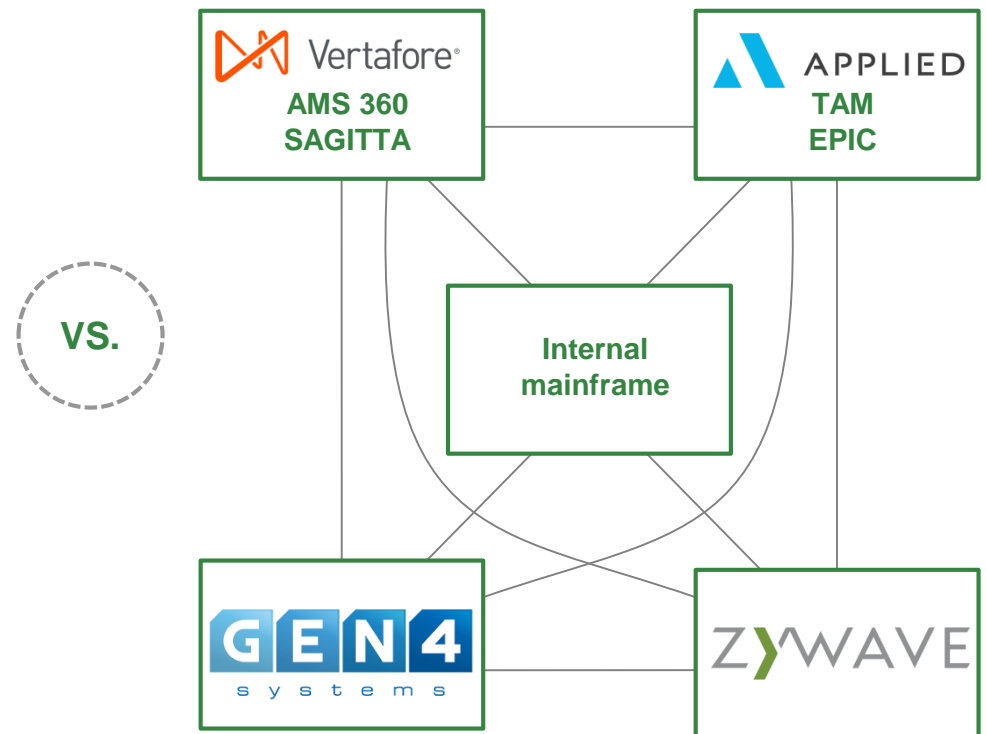 Vertafore®
AMS 360
SAGITTA
APPLIED
TAM
EPIC
VS.
Internal
mainframe
GEN4
systems
ZYWAVE